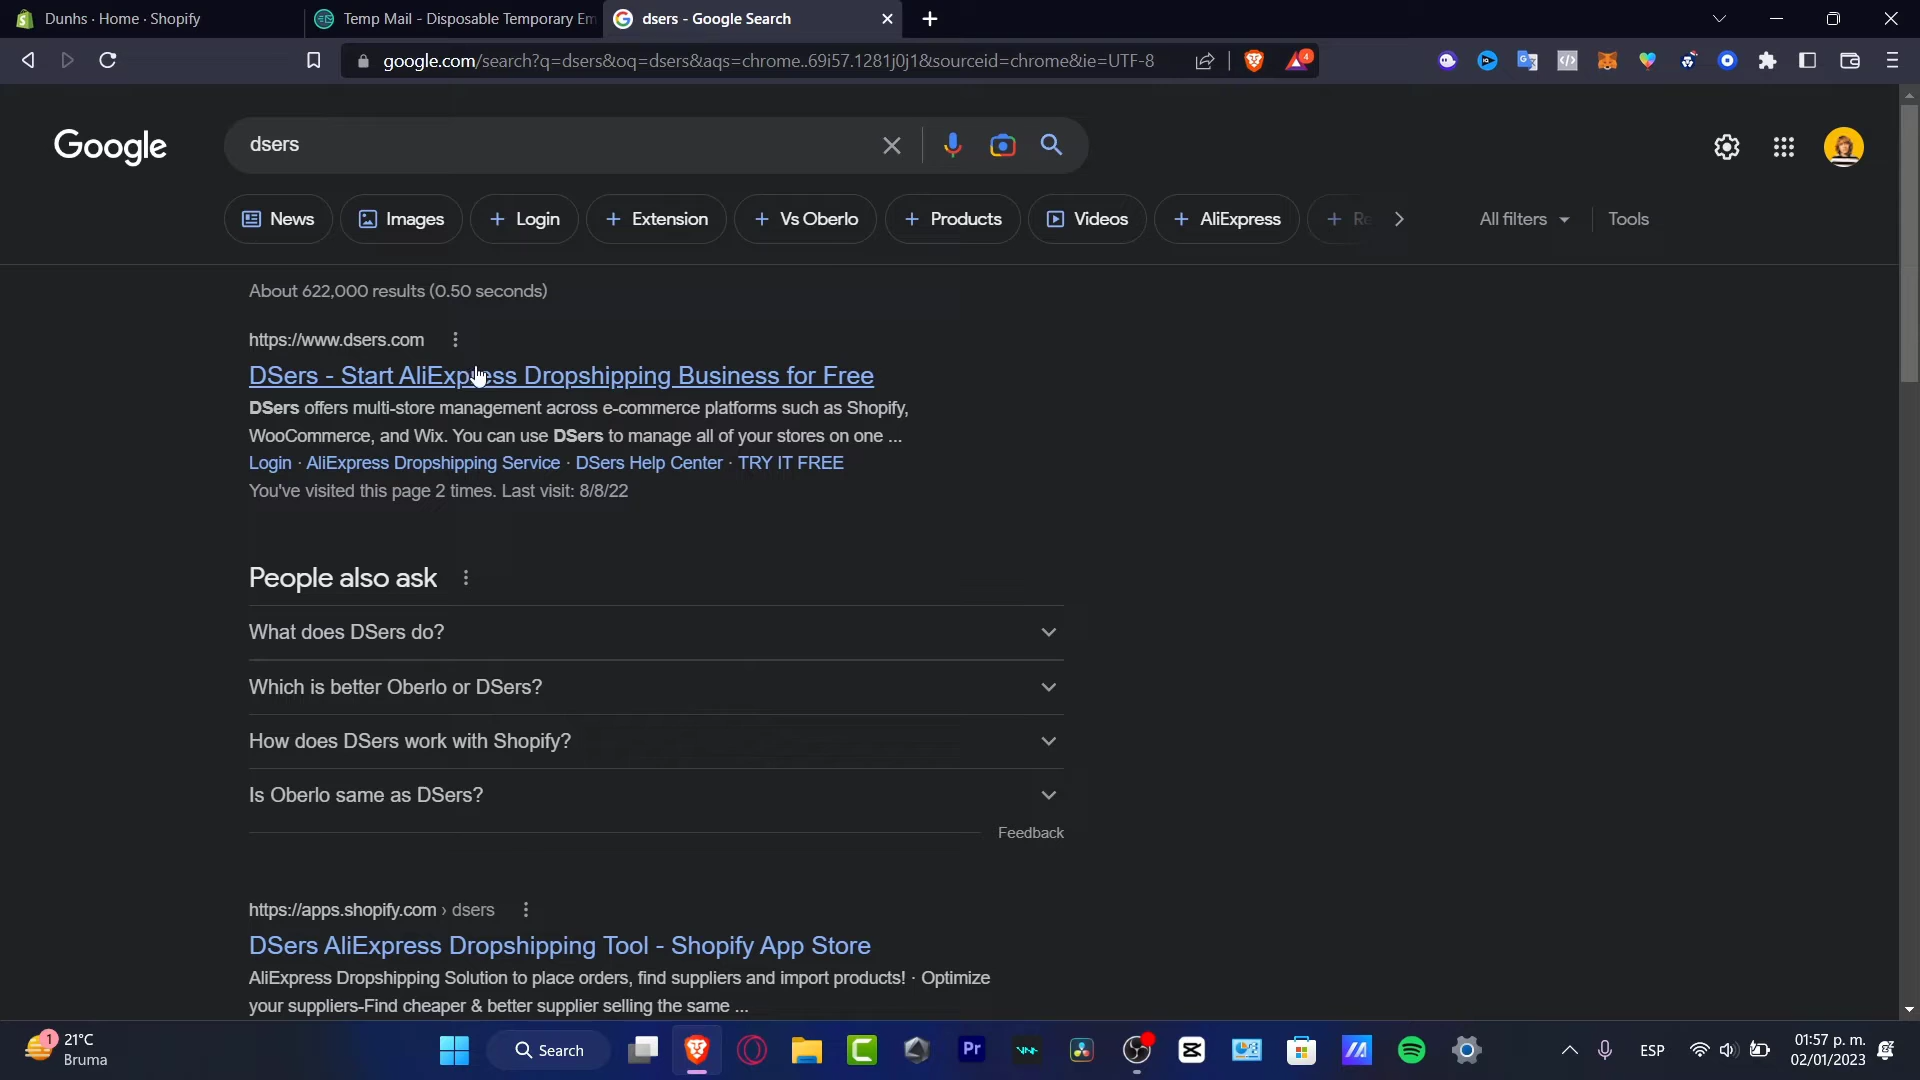 Dunhs · Home · Shopify
Temp Mail - Disposable Temporary Em
dsers - Google Search
google.com/search?q=dsers&oq=dsers&aqs=chrome..69i57.1281j0j1&sourceid=chrome&ie=UTF-8
4
Google
dsers
News
Images
Login
Extension
Vs Oberlo
Products
Videos
AliExpress
All filters
Tools
About 622,000 results (0.50 seconds)
https://www.dsers.com
DSers - Start AliExpress Dropshipping Business for Free
DSers offers multi-store management across e-commerce platforms such as Shopify,
WooCommerce, and Wix. You can use DSers to manage all of your stores on one ...
Login · AliExpress Dropshipping Service · DSers Help Center · TRY IT FREE
You've visited this page 2 times. Last visit: 8/8/22
People also ask
What does DSers do?
Which is better Oberlo or DSers?
How does DSers work with Shopify?
Is Oberlo same as DSers?
Feedback
https://apps.shopify.com › dsers
DSers AliExpress Dropshipping Tool - Shopify App Store
AliExpress Dropshipping Solution to place orders, find suppliers and import products! · Optimize
your suppliers-Find cheaper & better supplier selling the same ...
1
21°C
Bruma
Search
Pr
ESP
01:57 p. m.
02/01/2023